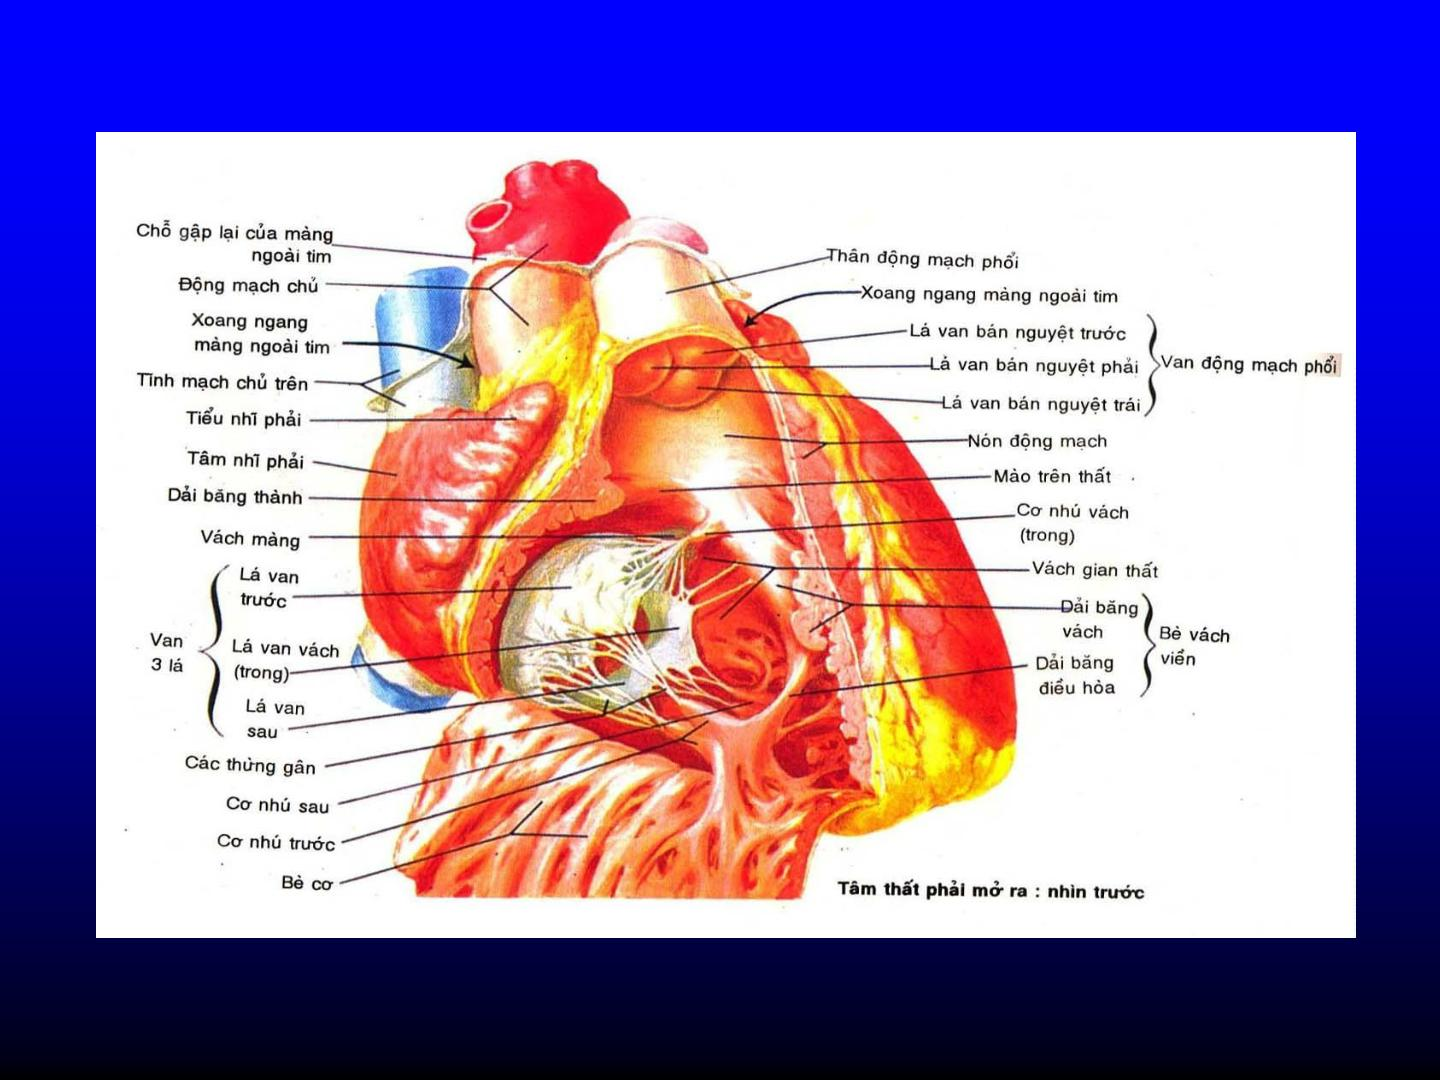 Chỗ gập lại của màng
ngoài tim
Động mạch chủ
Xoang ngang
màng ngoài tim
Tĩnh mạch chủ trên
Tiểu nhĩ phải
Tâm nhĩ phải
Dải băng thành
Vách màng
Van
3 lá
Lá van
trước
Lá van vách
(trong)
Lá van
sau
Các thừng gân
Cơ nhú sau
Cơ nhú trước
Bè cơ
Thân động mạch phổi
Xoang ngang màng ngoài tim
Lá van bán nguyệt trước
Lá van bán nguyệt phải
Lá van bán nguyệt trái
Van động mạch phổi
Nón động mạch
Mào trên thất
Cơ nhú vách
(trong)
Vách gian thất
Dải băng
vách
Dải băng
điều hòa
Bè vách
viền
Tâm thất phải mở ra : nhìn trước